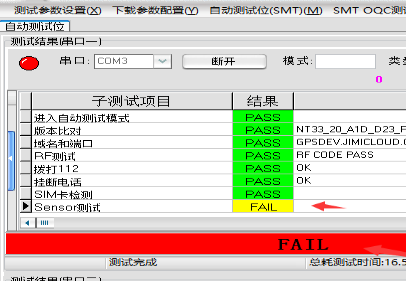 测试参数设置(X) 下载参数配置(Y) 自动测试位(SMT)(M) SMT OQC测
自动测试位
测试结果(串口一)
串口: COM3 断开 模式: 类
0
子测试项目 结果
进入自动测试模式 PASS
版本比对 PASS NT33_20_A1D_D23_F
域名和端口 PASS GPSDEV.JIMICLOUD.
RF测试 PASS RF CODE PASS
拨打112 PASS OK
挂断电话 PASS OK
SIM卡检测 PASS
Sensor测试 FAIL
FAIL
测试完成 总耗测试时间:16.5
测试结果(串口二)